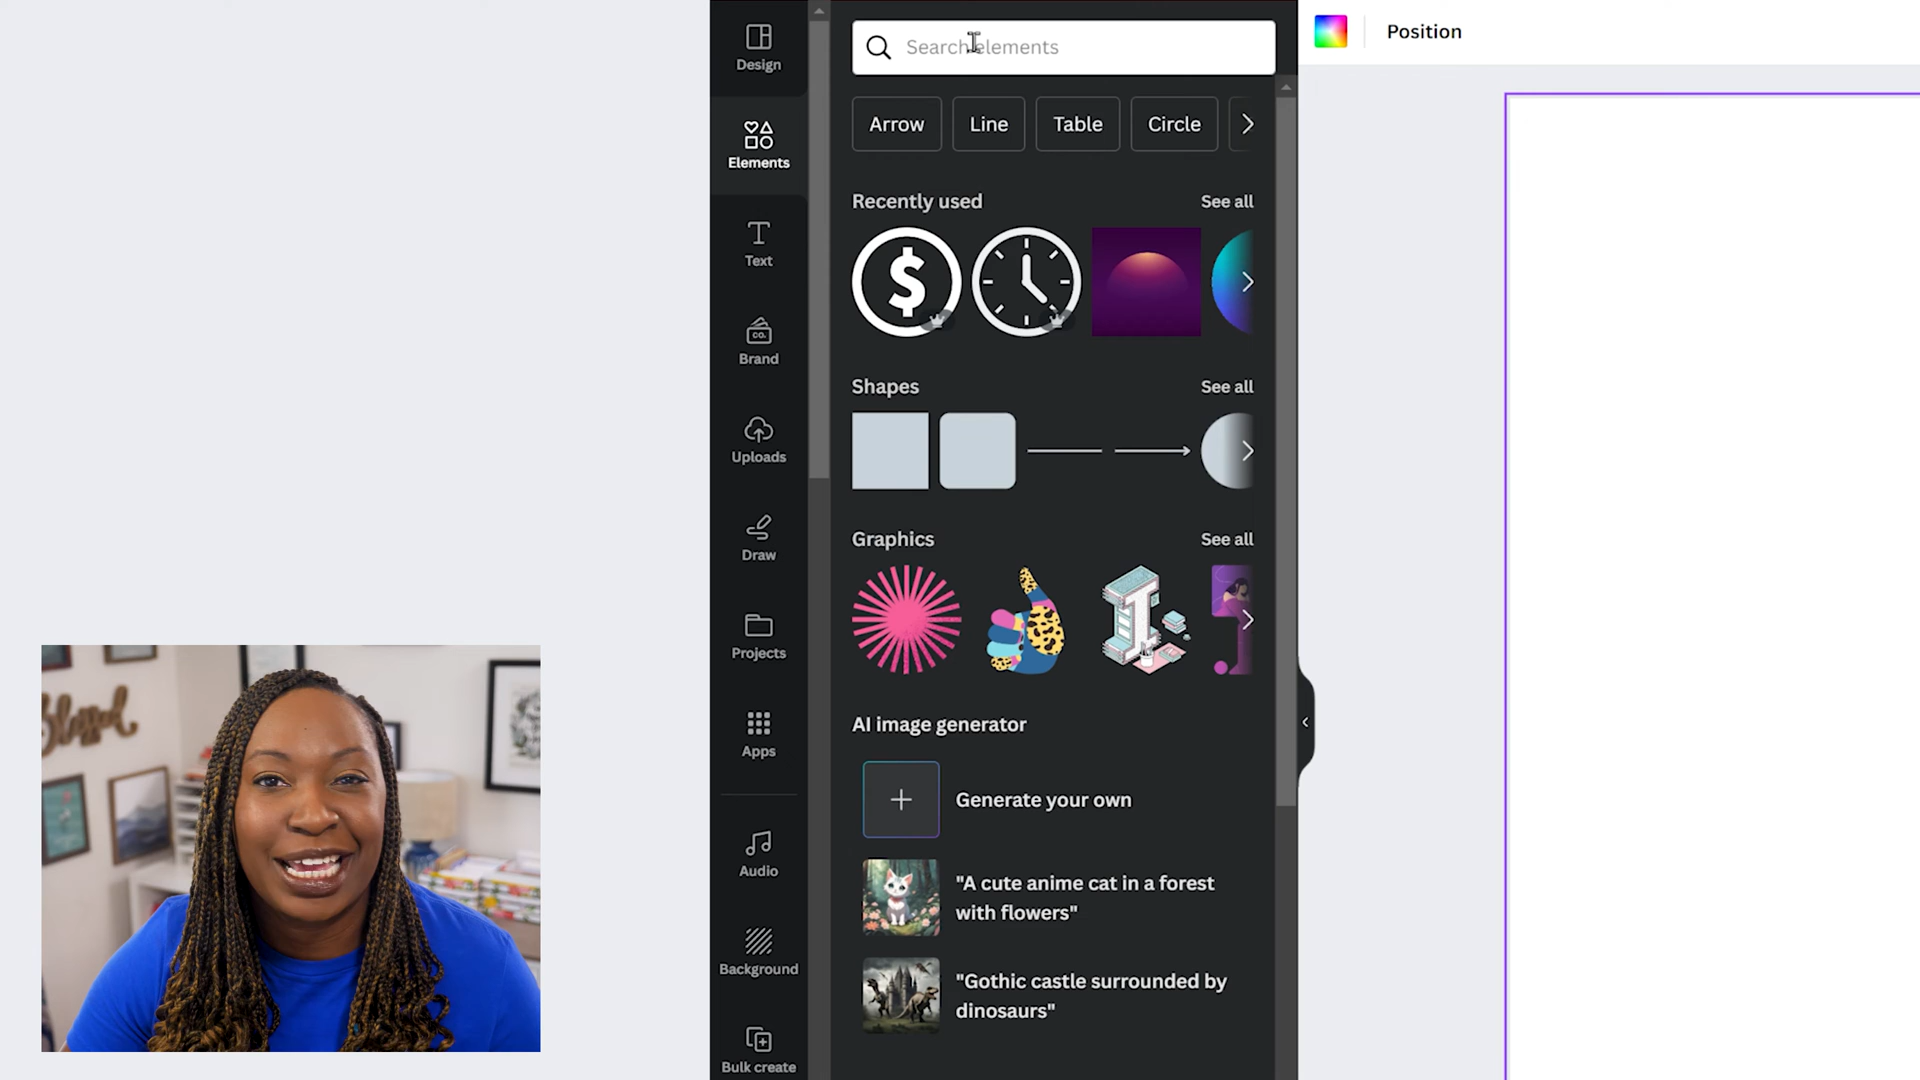 Design
Elements
Text
CO.
Brand
Uploads
Draw
Projects
Apps
Audio
Background
Bulk create
Search elements
Arrow
Line
Table
Circle
Recently used
See all
$
Shapes
See all
Graphics
See all
AI image generator
Generate your own
"A cute anime cat in a forest
with flowers"
"Gothic castle surrounded by
dinosaurs"
Position
Blessed